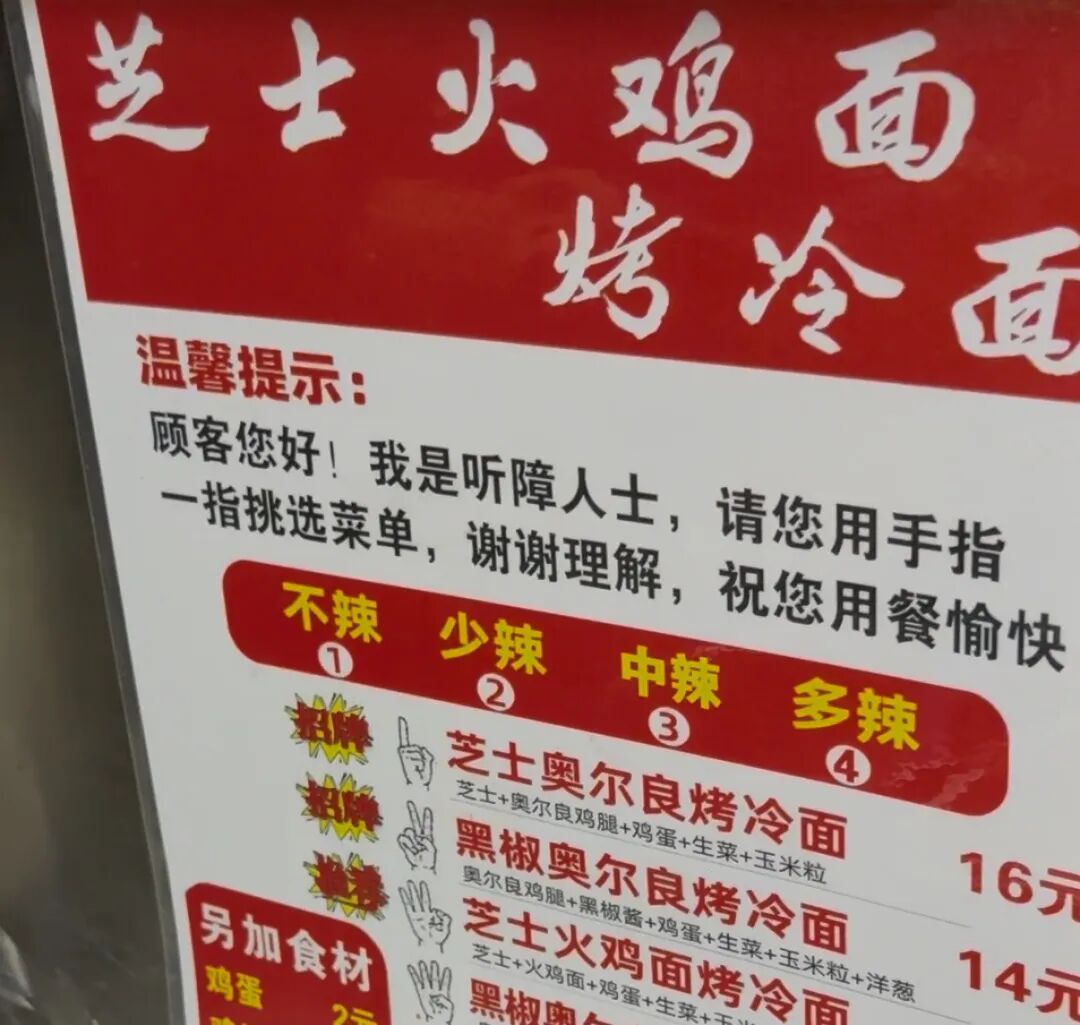 芝士火鸡面
烤冷面
温馨提示：
顾客您好！我是听障人士，请您用手指
一指挑选菜单，谢谢理解，祝您用餐愉快
不辣 少辣 中辣 多辣
1 2 3 4
招牌
芝士奥尔良烤冷面
芝士+奥尔良鸡腿+鸡蛋+生菜+玉米粒
16元
招牌
黑椒奥尔良烤冷面
奥尔良鸡腿+黑椒酱+鸡蛋+生菜+玉米粒+洋葱
14元
芝士火鸡面烤冷面
芝士+火鸡面+鸡蛋+生菜+玉米
黑椒奥尔
另加食材
鸡蛋 2元